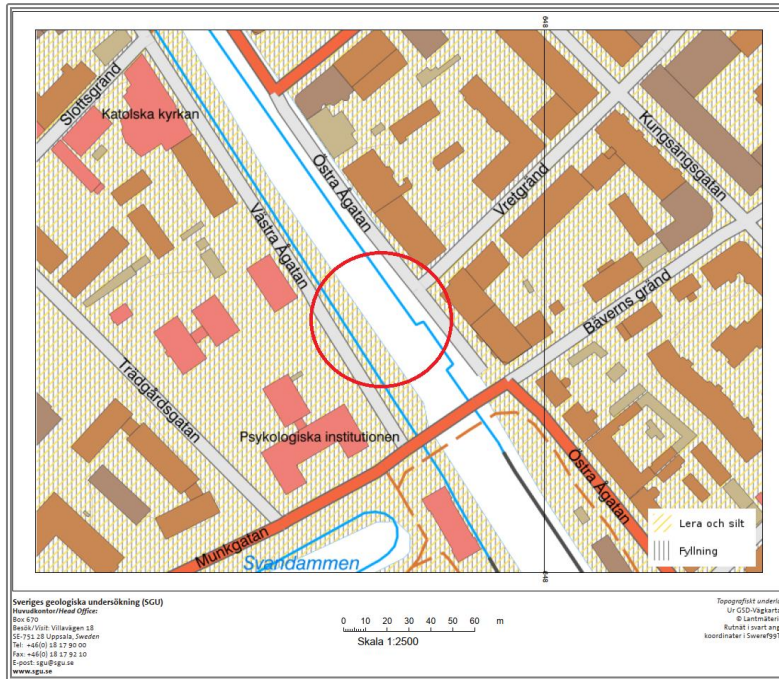 648
Slottsgränd
Katolska kyrkan
Östra Ågatan
Kungsängsgatan
Vretgränd
Västra Ågatan
Bäverns gränd
Trädgårdsgatan
Psykologiska institutionen
Östra Ågatan
Munkgatan
Svandammen
648
Lera och silt
Fyllning
Sveriges geologiska undersökning (SGU)
Huvudkontor/Head Office:
Box 670
Besök/Visit: Villavägen 18
SE-751 28 Uppsala, Sweden
Tel: +46(0) 18 17 90 00
Fax: +46(0) 18 17 92 10
E-post: sgu@sgu.se
www.sgu.se
0 10 20 30 40 50 60 m
Skala 1:2500
Topografiskt underla
Ur GSD-Vägkarta
© Lantmäteri
Rutnät i svart ang
koordinater i Sweref99T